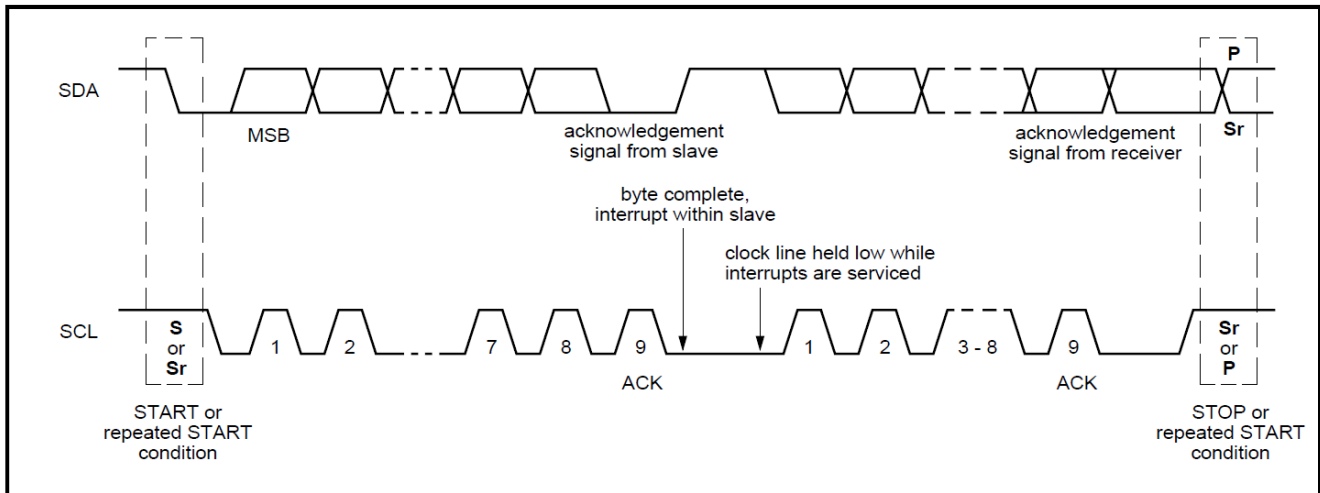 P
SDA
MSB
acknowledgement
signal from slave
acknowledgement
signal from receiver
Sr
byte complete,
interrupt within slave
clock line held low while
interrupts are serviced
SCL
S
or
Sr
1
2
7
8
9
1
2
3 - 8
9
Sr
or
P
ACK
ACK
START or
repeated START
condition
STOP or
repeated START
condition